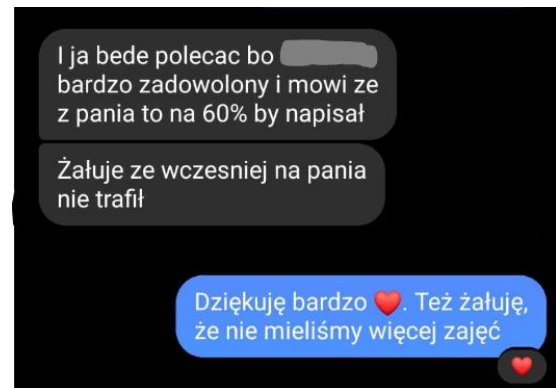 I ja bede polecac bo
bardzo zadowolony i mowi ze
z pania to na 60% by napisał
Żałuje ze wczesniej na pania
nie trafił
Dziękuję bardzo ❤️. Też żałuję,
że nie mieliśmy więcej zajęć
❤️